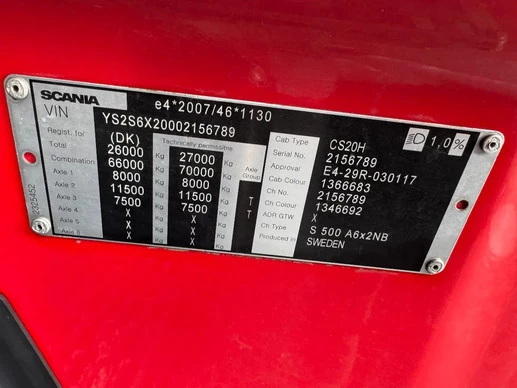 SCANIA
VIN
e4*2007/46*1130
YS2S6X20002156789
Regist. for (DK) Technically permissitne
26000 Kg 27000 Kg
Combination 66000 Kg 70000 Kg Axle Group
Axle 1 8000 Kg 8000 Kg
Axle 2 11500 Kg 11500 Kg T
Axle 3 7500 Kg 7500 Kg T
Axle 4 X Kg X Kg
Axle 5 X Kg X Kg
Axle 6 X Kg X Kg
2325452
Cab Type CS20H
Serial No. 2156789
Approval E4-29R-030117
Cab Colour 1366683
Ch Colour 2156789
1346692
ADR GTW X
Ch Type S 500 A6x2NB
Produced in SWEDEN
1,0%